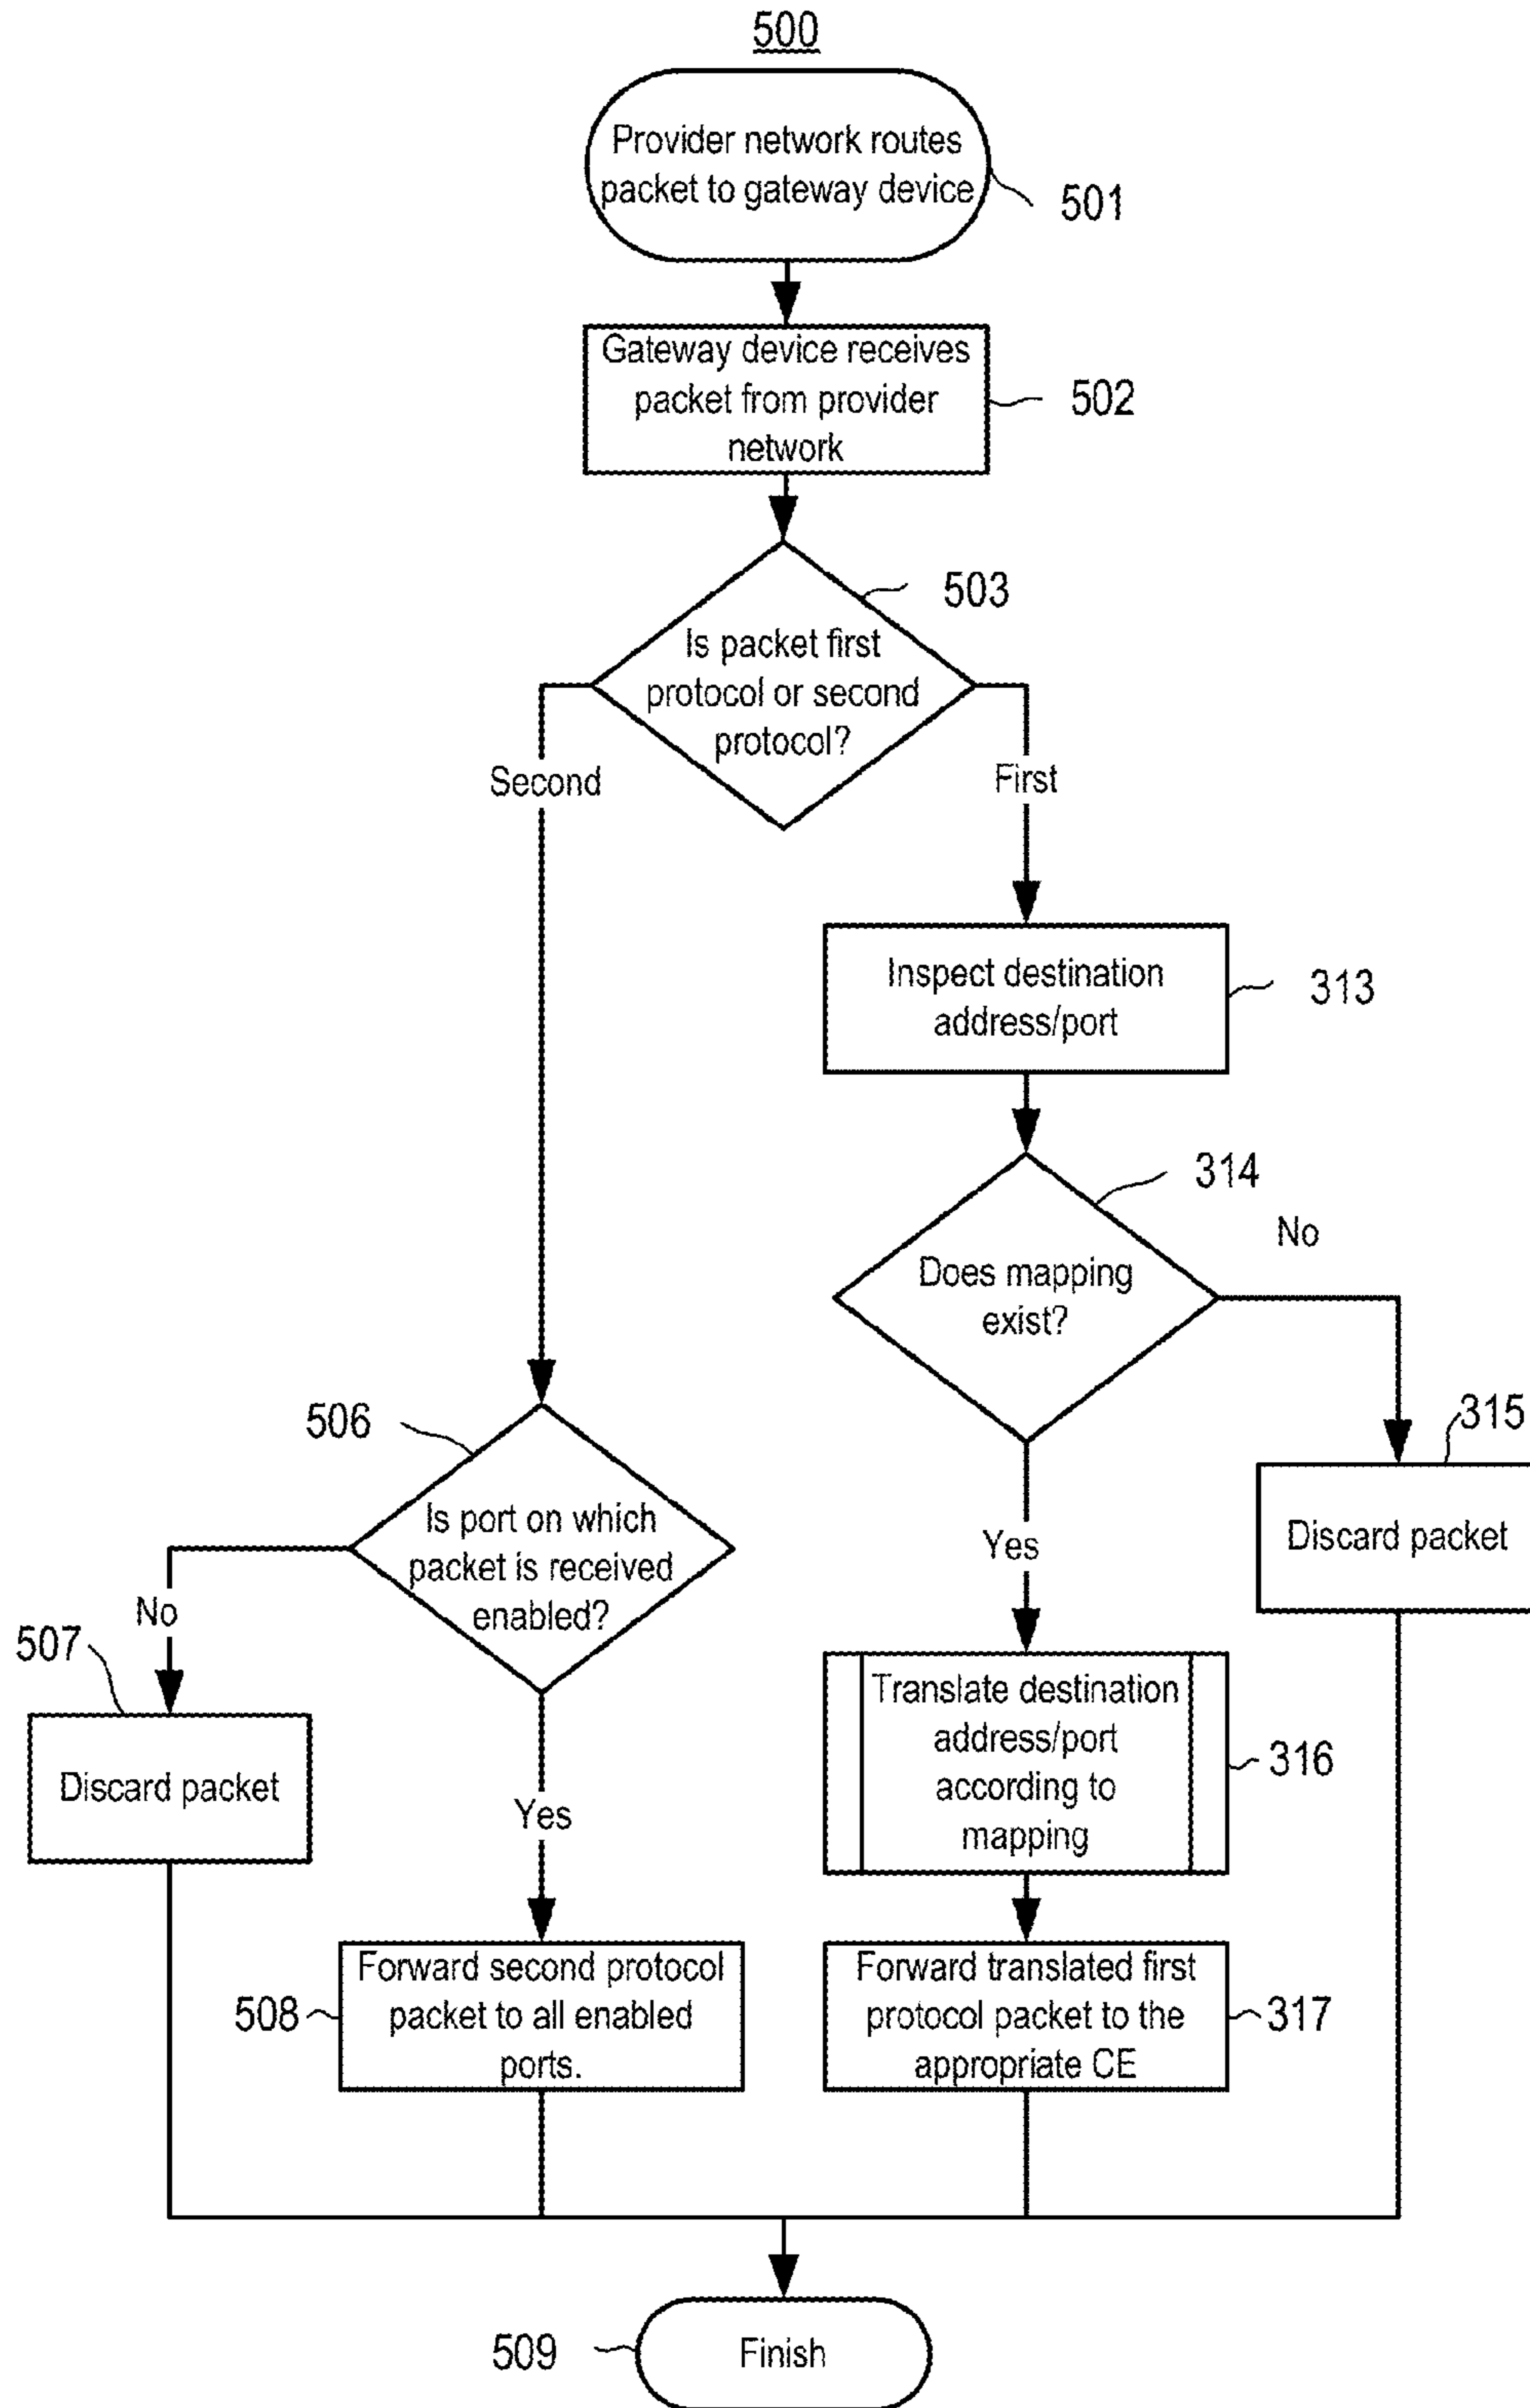 500
Provider network routes
packet to gateway device
501
Gateway device receives
packet from provider
network
502
503
Is packet first
protocol or second
protocol?
Second
First
Inspect destination
address/port
313
314
No
Does mapping
exist?
315
506
Is port on which
packet is received
enabled?
Yes
Discard packet
No
507
Translate destination
address/port
according to
mapping
316
Discard packet
Yes
Forward second protocol
packet to all enabled
ports.
508
Forward translated first
protocol packet to the
appropriate CE
317
509
Finish